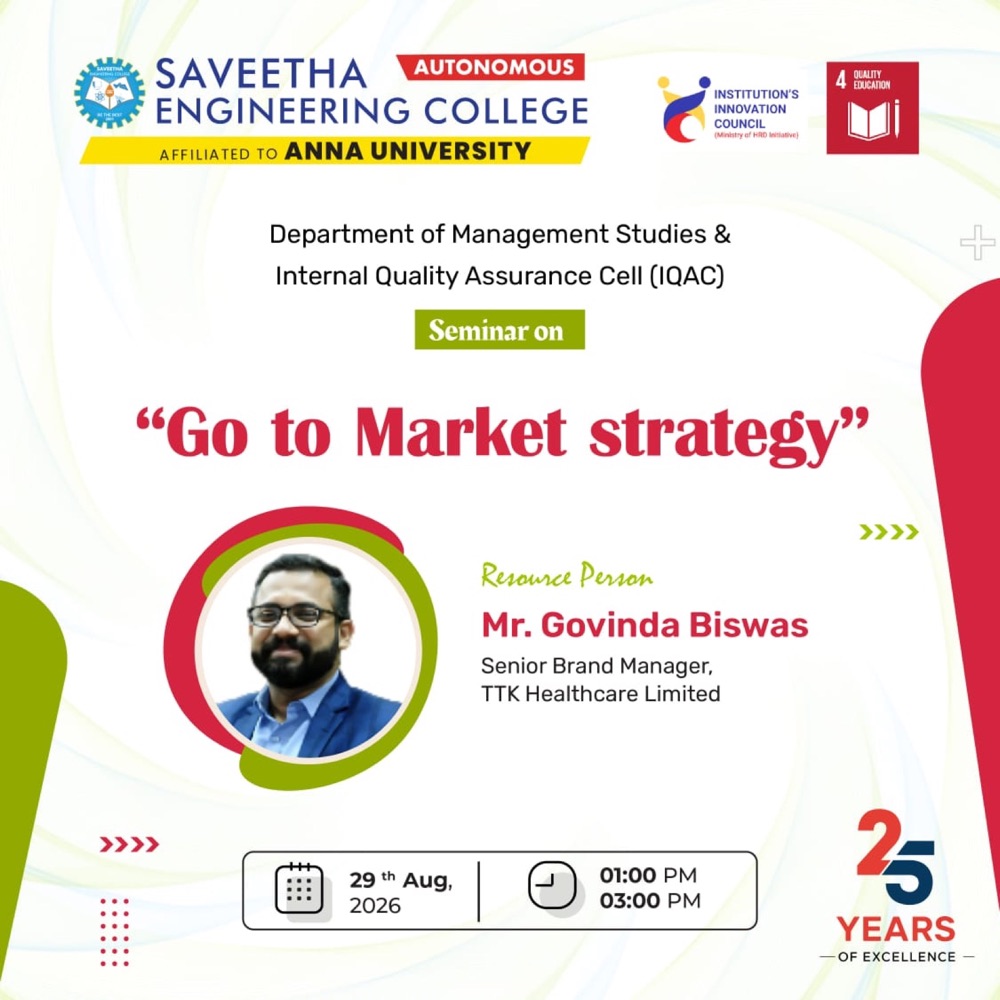 SAVEETHA
ENGINEERING COLLEGE
AUTONOMOUS
AFFILIATED TO ANNA UNIVERSITY
SAVEETHA
ENGINEERING COLLEGE
INSTITUTION'S
INNOVATION
COUNCIL
(Ministry of HRD Initiative)
4 QUALITY
EDUCATION
Department of Management Studies &
Internal Quality Assurance Cell (IQAC)
Seminar on
“Go to Market strategy”
Resource Person
Mr. Govinda Biswas
Senior Brand Manager,
TTK Healthcare Limited
29 th Aug,
2026
01:00 PM
03:00 PM
25
YEARS
OF EXCELLENCE